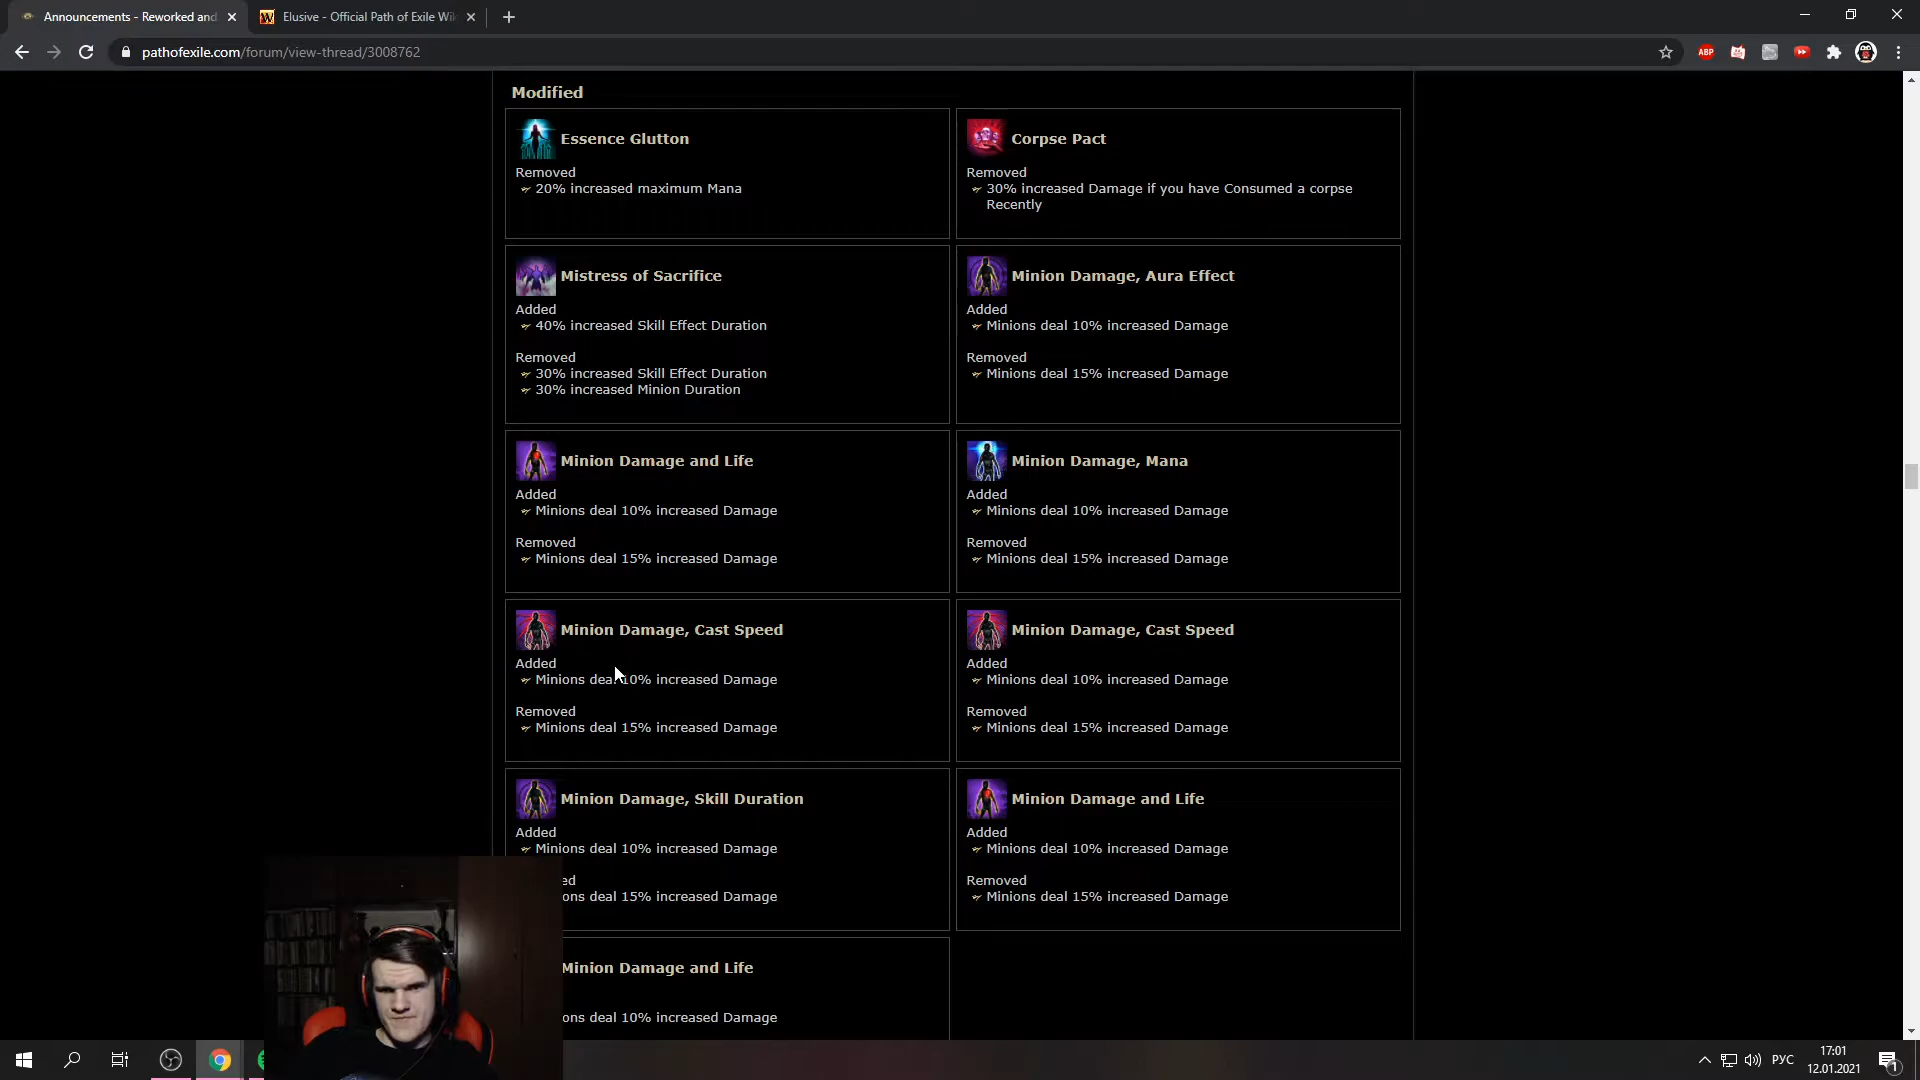 Announcements - Reworked and
Elusive - Official Path of Exile Wik
pathofexile.com/forum/view-thread/3008762
ABP
Modified
Essence Glutton
Removed
20% increased maximum Mana
Corpse Pact
Removed
30% increased Damage if you have Consumed a corpse
Recently
Mistress of Sacrifice
Added
40% increased Skill Effect Duration
Removed
30% increased Skill Effect Duration
30% increased Minion Duration
Minion Damage, Aura Effect
Added
Minions deal 10% increased Damage
Removed
Minions deal 15% increased Damage
Minion Damage and Life
Added
Minions deal 10% increased Damage
Removed
Minions deal 15% increased Damage
Minion Damage, Mana
Added
Minions deal 10% increased Damage
Removed
Minions deal 15% increased Damage
Minion Damage, Cast Speed
Added
Minions deal 10% increased Damage
Removed
Minions deal 15% increased Damage
Minion Damage, Cast Speed
Added
Minions deal 10% increased Damage
Removed
Minions deal 15% increased Damage
Minion Damage, Skill Duration
Added
Minions deal 10% increased Damage
ed
ons deal 15% increased Damage
Minion Damage and Life
Added
Minions deal 10% increased Damage
Removed
Minions deal 15% increased Damage
Minion Damage and Life
ons deal 10% increased Damage
РУС
17:01
12.01.2021
1